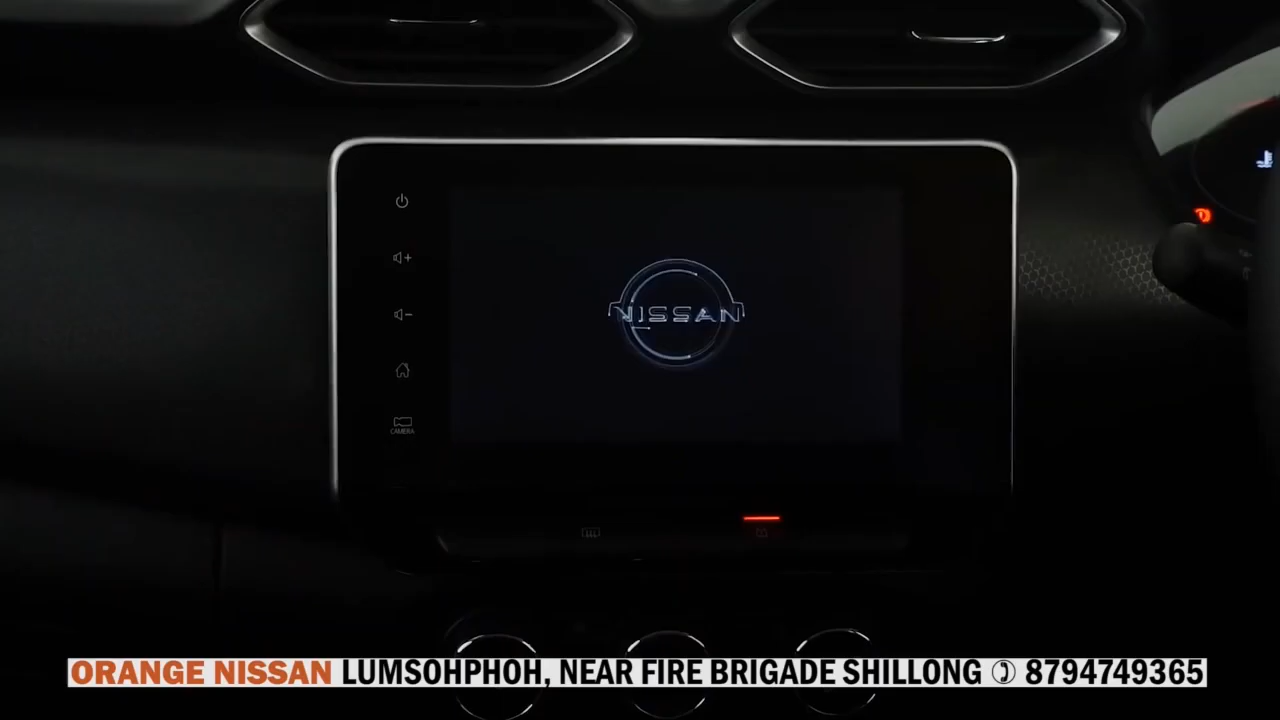 NISSAN
CAMERA
ORANGE NISSAN LUMSOHPHOH, NEAR FIRE BRIGADE SHILLONG ✆ 8794749365